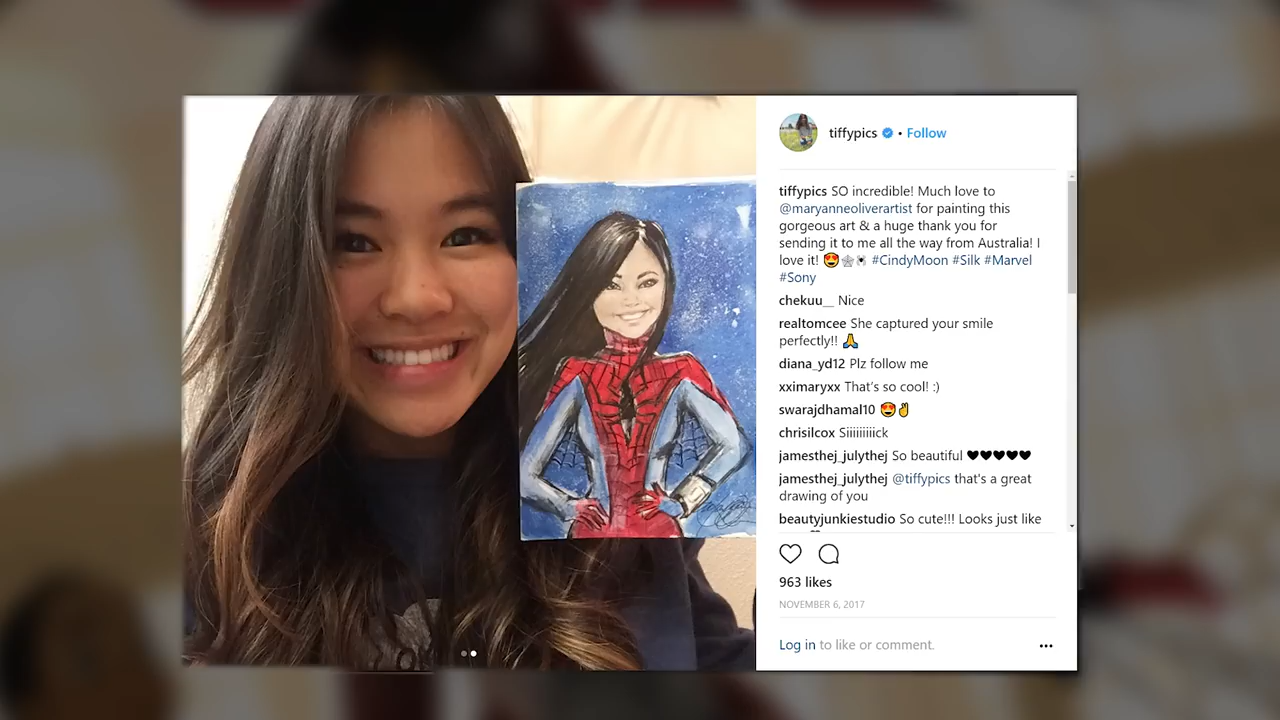 tiffypics • Follow
tiffypics SO incredible! Much love to
@maryanneoliverartist for painting this
gorgeous art & a huge thank you for
sending it to me all the way from Australia! I
love it! 😍🕸🇰🇷 #CindyMoon #Silk #Marvel
#Sony
chekuu__ Nice
realtomcee She captured your smile
perfectly!! 🙏
diana_yd12 Plz follow me
xximaryxx That's so cool! :)
swarajdhamal10 😍✌
chrisilcox Siiiiiiiiiick
jamesthej_julythej So beautiful ♥♥♥♥♥
jamesthej_julythej @tiffypics that's a great
drawing of you
beautyjunkiestudio So cute!!! Looks just like
963 likes
NOVEMBER 6, 2017
Log in to like or comment.